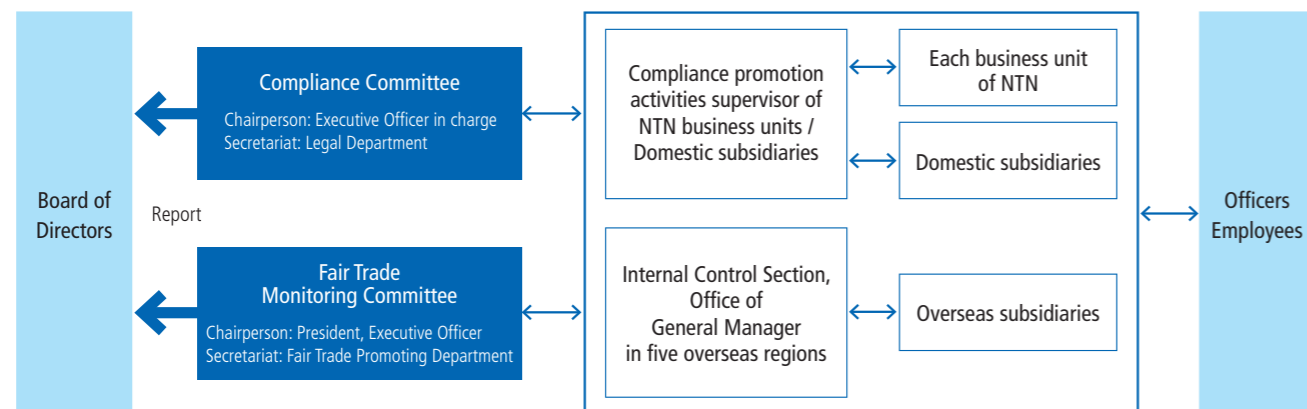 Board of
Directors
Report
Compliance Committee
Chairperson: Executive Officer in charge
Secretariat: Legal Department
Fair Trade
Monitoring Committee
Chairperson: President, Executive Officer
Secretariat: Fair Trade Promoting Department
Compliance promotion
activities supervisor of
NTN business units /
Domestic subsidiaries
Each business unit
of NTN
Domestic subsidiaries
Internal Control Section,
Office of
General Manager
in five overseas regions
Overseas subsidiaries
Officers
Employees